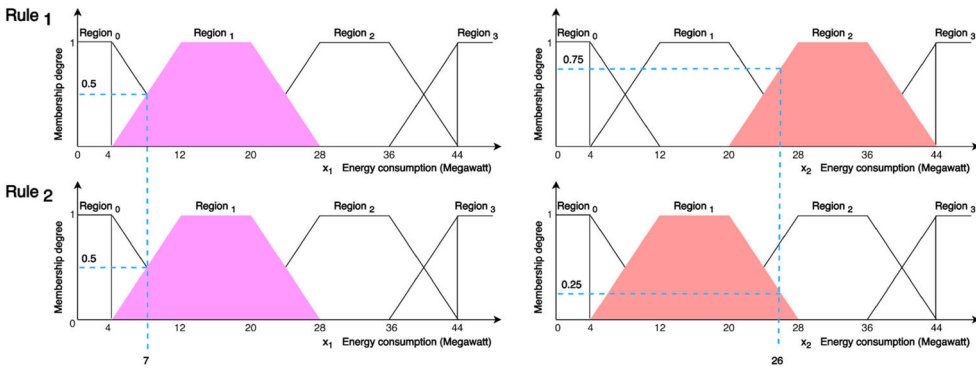 Rule 1
Membership degree
Region 0
Region 1
Region 2
Region 3
1
0.5
0
4
12
20
28
36
44
x1 Energy consumption (Megawatt)
Membership degree
Region 0
Region 1
Region 2
Region 3
1
0.75
0
4
12
20
28
36
44
x2 Energy consumption (Megawatt)
Rule 2
Membership degree
Region 0
Region 1
Region 2
Region 3
1
0.5
0
4
12
20
28
36
44
x1 Energy consumption (Megawatt)
7
Membership degree
Region 0
Region 1
Region 2
Region 3
1
0.25
0
4
12
20
28
36
44
x2 Energy consumption (Megawatt)
26